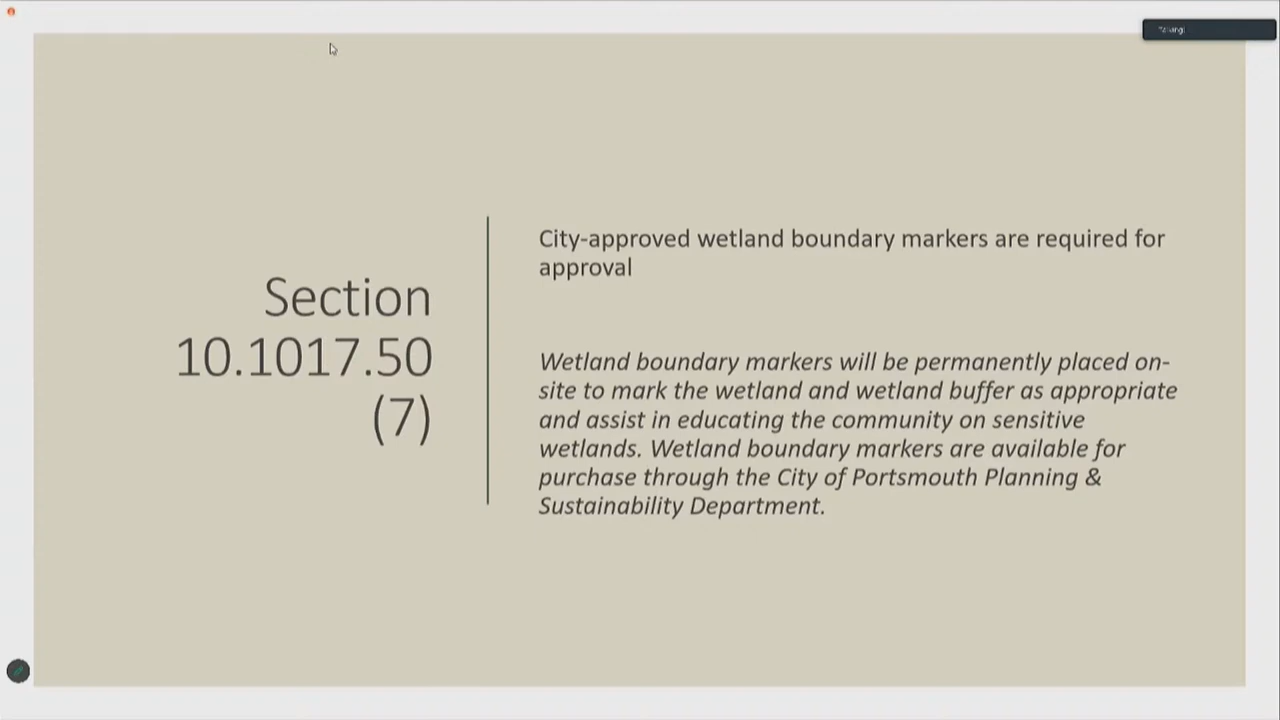 Section
10.1017.50
(7)
City-approved wetland boundary markers are required for
approval
Wetland boundary markers will be permanently placed on-
site to mark the wetland and wetland buffer as appropriate
and assist in educating the community on sensitive
wetlands. Wetland boundary markers are available for
purchase through the City of Portsmouth Planning &
Sustainability Department.